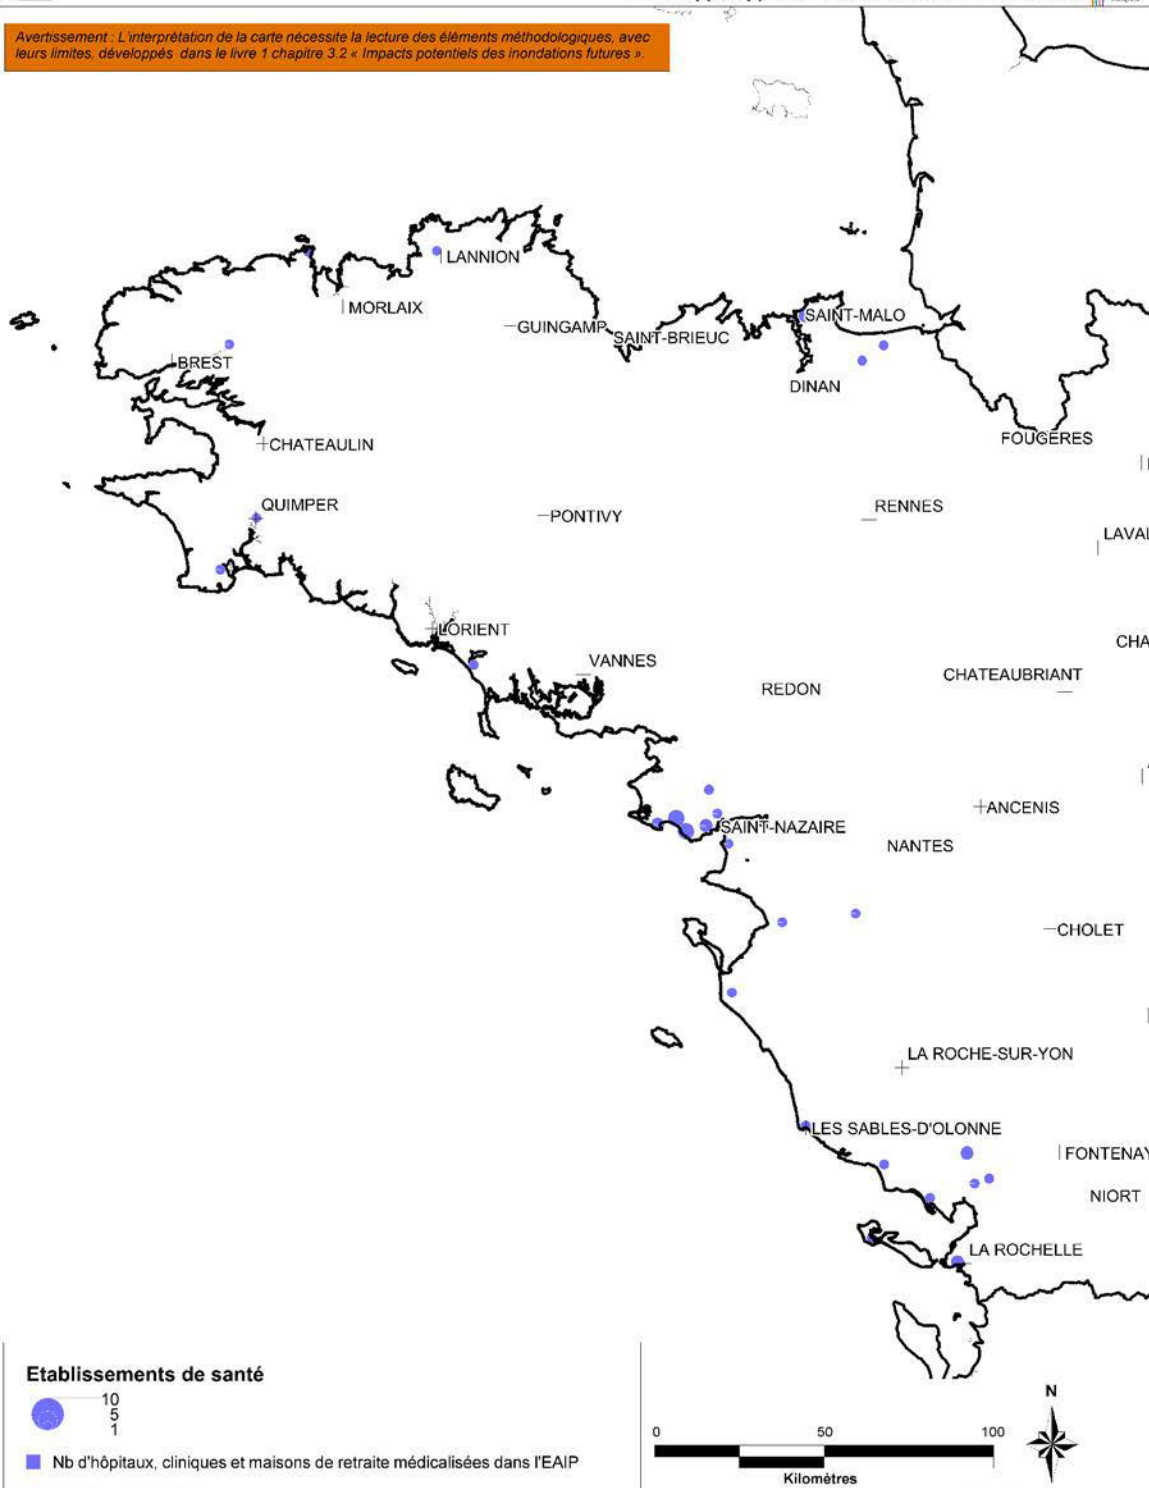 Avertissement : L'interprétation de la carte nécessite la lecture des éléments méthodologiques, avec
leurs limites, développés dans le livre 1 chapitre 3.2 « Impacts potentiels des inondations futures ».
LANNION
MORLAIX
SAINT-MALO
GUINGAMP
SAINT-BRIEUC
BREST
DINAN
CHATEAULIN
FOUGERES
QUIMPER
PONTIVY
RENNES
LAVAL
LORIENT
CHA
VANNES
CHATEAUBRIANT
REDON
ANCENIS
SAINT-NAZAIRE
NANTES
CHOLET
LA ROCHE-SUR-YON
LES SABLES-D'OLONNE
FONTENAY
NIORT
LA ROCHELLE
Etablissements de santé
10
5
1
Nb d'hôpitaux, cliniques et maisons de retraite médicalisées dans l'EAIP
0 50 100
Kilomètres
N